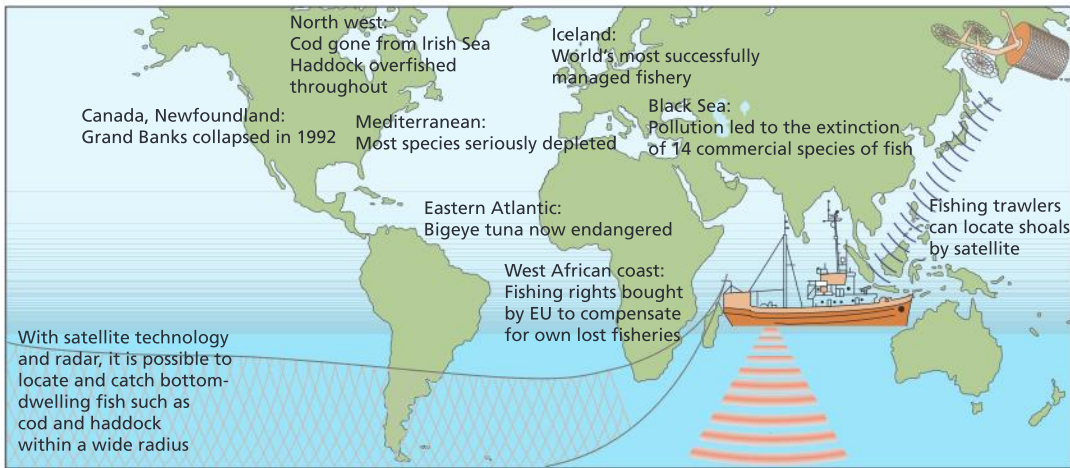 North west:
Cod gone from Irish Sea
Haddock overfished
throughout
Iceland:
World's most successfully
managed fishery
Canada, Newfoundland:
Grand Banks collapsed in 1992
Mediterranean:
Most species seriously depleted
Black Sea:
Pollution led to the extinction
of 14 commercial species of fish
Eastern Atlantic:
Bigeye tuna now endangered
Fishing trawlers
can locate shoals
by satellite
West African coast:
Fishing rights bought
by EU to compensate
for own lost fisheries
With satellite technology
and radar, it is possible to
locate and catch bottom-
dwelling fish such as
cod and haddock
within a wide radius